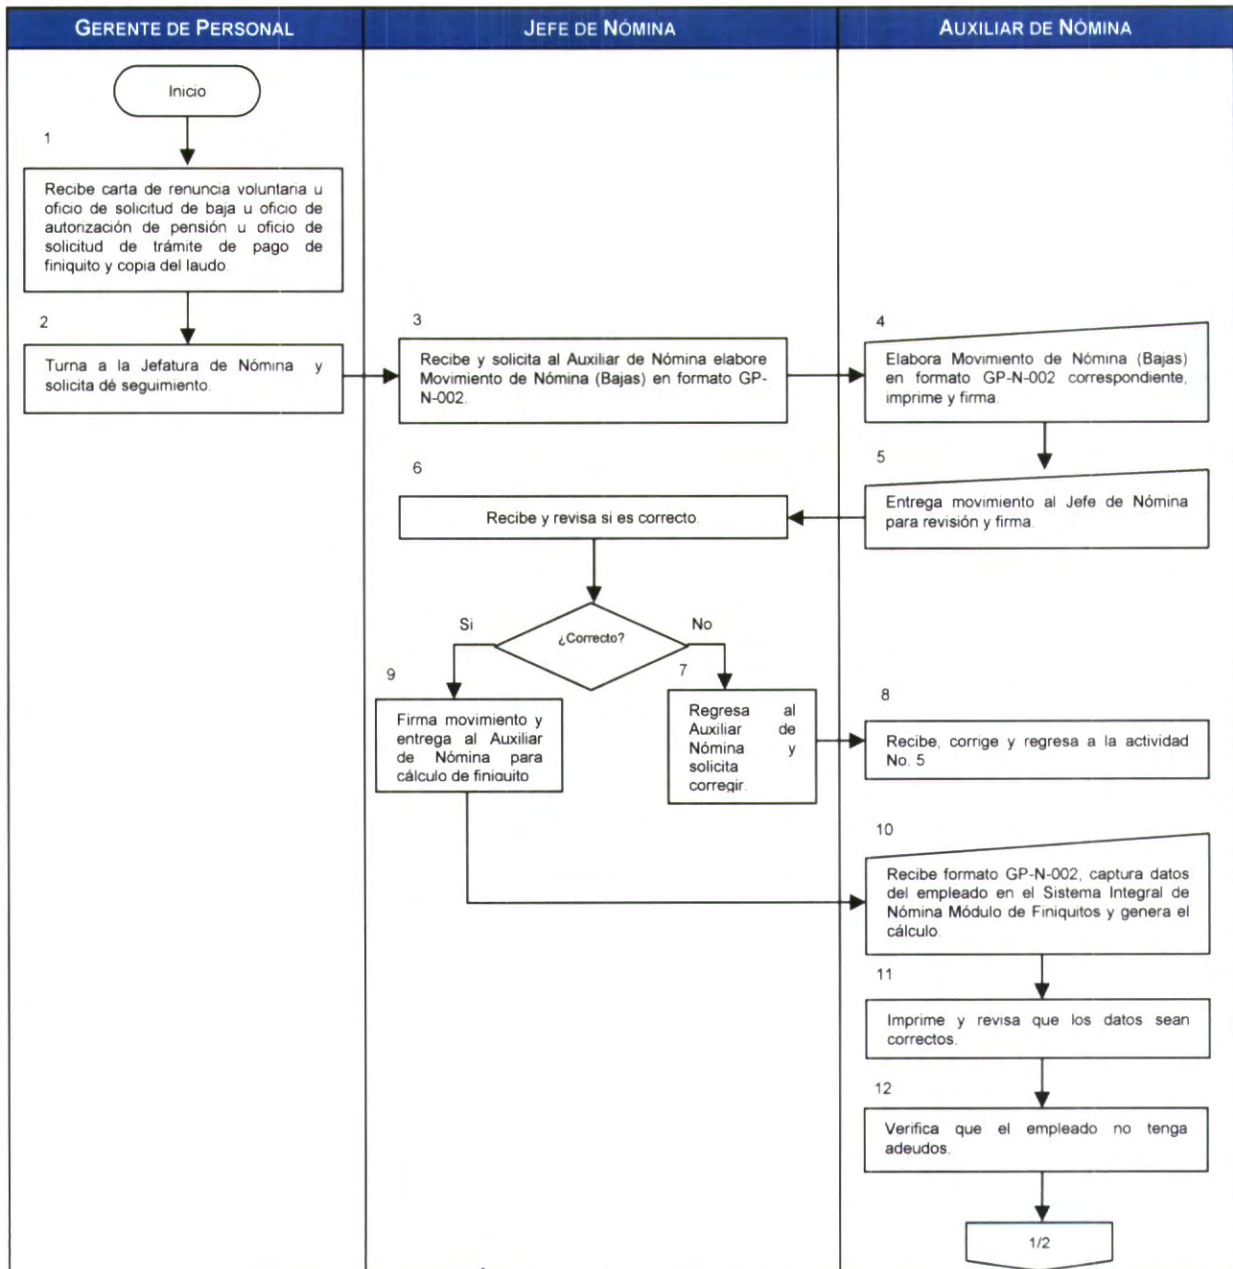 GERENTE DE PERSONAL
JEFE DE NÓMINA
AUXILIAR DE NÓMINA
Inicio
1
Recibe carta de renuncia voluntaria u
oficio de solicitud de baja u oficio de
autorización de pensión u oficio de
solicitud de trámite de pago de
finiquito y copia del laudo.
2
Turna a la Jefatura de Nómina y
solicita dé seguimiento.
3
Recibe y solicita al Auxiliar de Nómina elabore
Movimiento de Nómina (Bajas) en formato GP-
N-002.
4
Elabora Movimiento de Nómina (Bajas)
en formato GP-N-002 correspondiente,
imprime y firma.
5
Entrega movimiento al Jefe de Nómina
para revisión y firma.
6
Recibe y revisa si es correcto.
¿Correcto?
Si
No
7
Regresa al
Auxiliar de
Nómina y
solicita
corregir.
8
Recibe, corrige y regresa a la actividad
No. 5
9
Firma movimiento y
entrega al Auxiliar
de Nómina para
cálculo de finiquito
10
Recibe formato GP-N-002, captura datos
del empleado en el Sistema Integral de
Nómina Módulo de Finiquitos y genera el
cálculo.
11
Imprime y revisa que los datos sean
correctos.
12
Verifica que el empleado no tenga
adeudos.
1/2